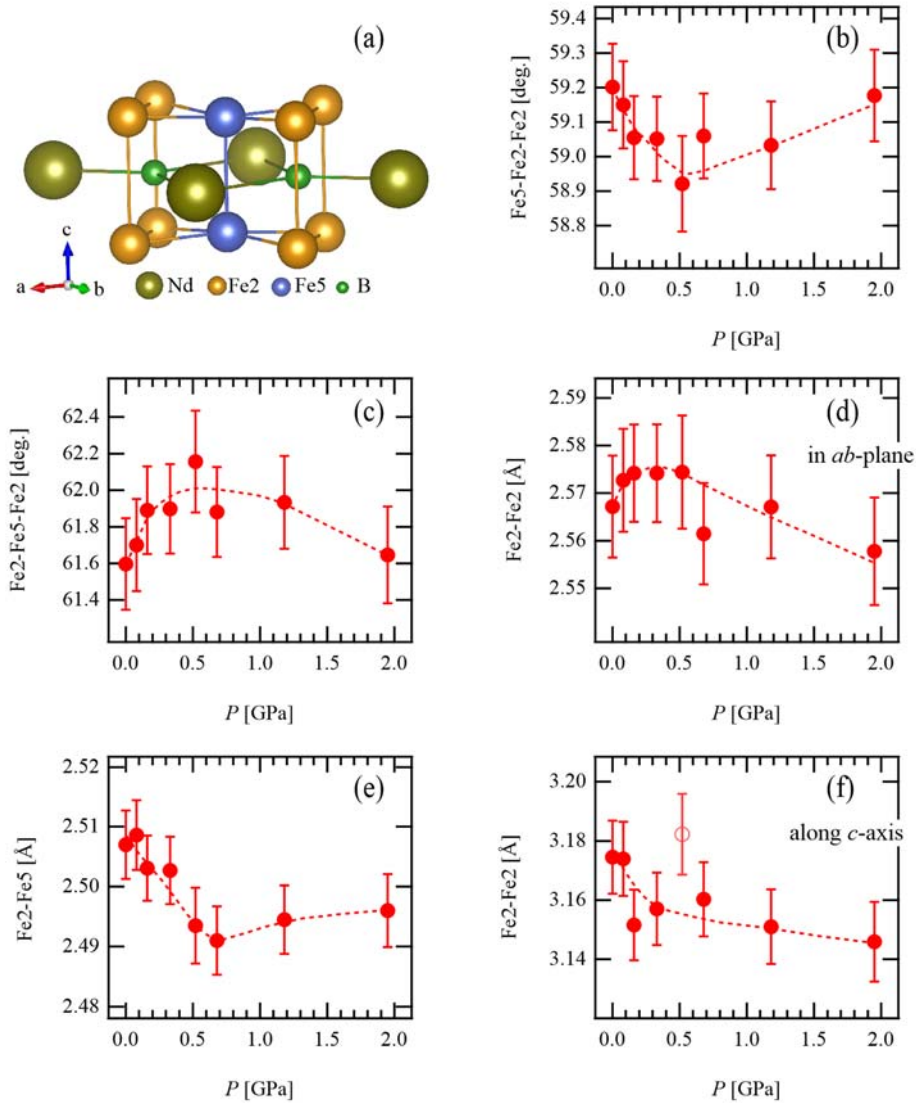 (a)
c
a
b
Nd
Fe2
Fe5
B
(b)
Fe5-Fe2-Fe2 [deg.]
59.4
59.3
59.2
59.1
59.0
58.9
58.8
0.0 0.5 1.0 1.5 2.0
P [GPa]
(c)
Fe2-Fe5-Fe2 [deg.]
62.4
62.2
62.0
61.8
61.6
61.4
0.0 0.5 1.0 1.5 2.0
P [GPa]
(d)
in ab-plane
Fe2-Fe2 [Å]
2.59
2.58
2.57
2.56
2.55
0.0 0.5 1.0 1.5 2.0
P [GPa]
(e)
Fe2-Fe5 [Å]
2.52
2.51
2.50
2.49
2.48
0.0 0.5 1.0 1.5 2.0
P [GPa]
(f)
along c-axis
Fe2-Fe2 [Å]
3.20
3.18
3.16
3.14
0.0 0.5 1.0 1.5 2.0
P [GPa]